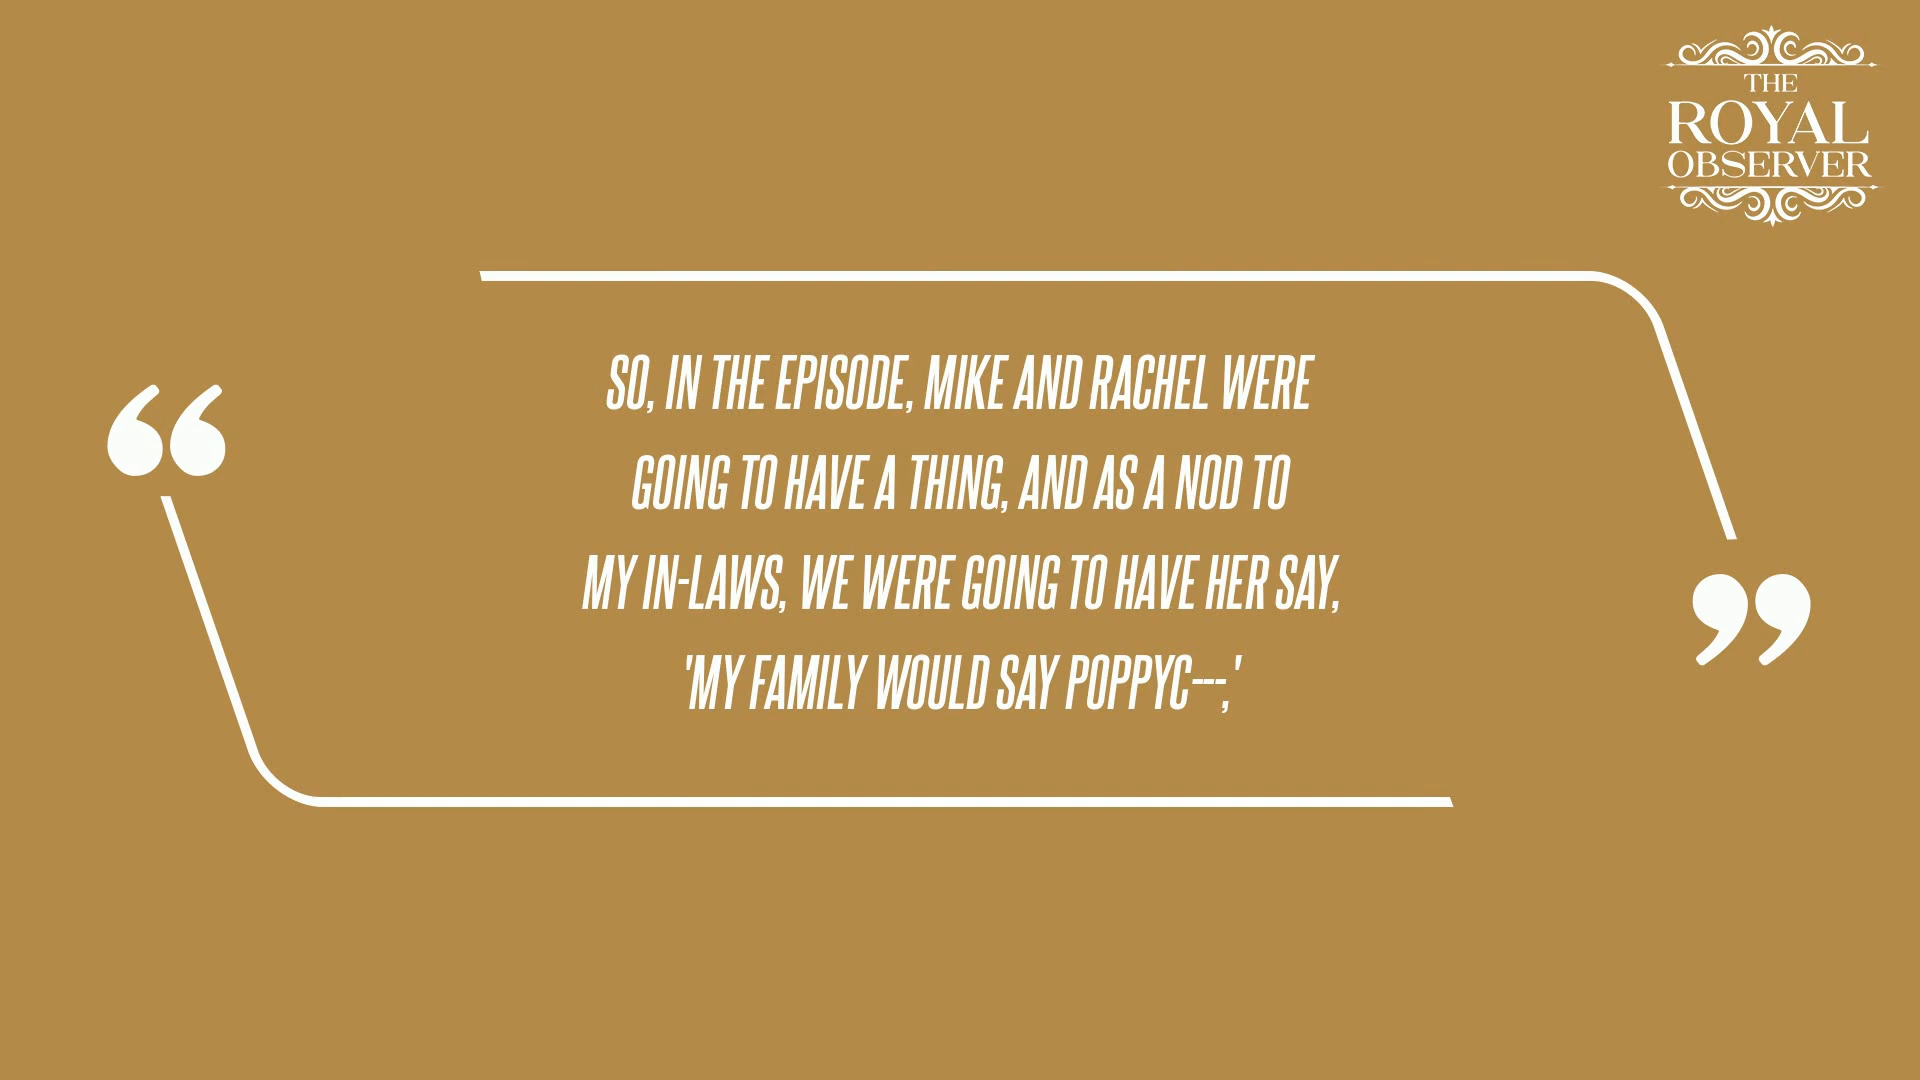 THE
ROYAL
OBSERVER
“
SO, IN THE EPISODE, MIKE AND RACHEL WERE
GOING TO HAVE A THING, AND AS A NOD TO
MY IN-LAWS, WE WERE GOING TO HAVE HER SAY,
'MY FAMILY WOULD SAY POPPYC---,'
”